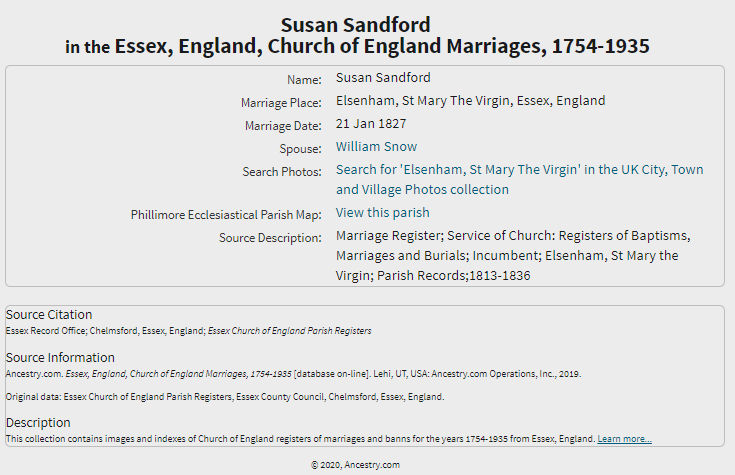 Susan Sandford
in the Essex, England, Church of England Marriages, 1754-1935
Name: Susan Sandford
Marriage Place: Elsenham, St Mary The Virgin, Essex, England
Marriage Date: 21 Jan 1827
Spouse: William Snow
Search Photos: Search for 'Elsenham, St Mary The Virgin' in the UK City, Town
and Village Photos collection
Phillimore Ecclesiastical Parish Map: View this parish
Source Description: Marriage Register; Service of Church: Registers of Baptisms,
Marriages and Burials; Incumbent; Elsenham, St Mary the
Virgin; Parish Records;1813-1836
Source Citation
Essex Record Office; Chelmsford, Essex, England; Essex Church of England Parish Registers
Source Information
Ancestry.com. Essex, England, Church of England Marriages, 1754-1935 [database on-line]. Lehi, UT, USA: Ancestry.com Operations, Inc., 2019.
Original data: Essex Church of England Parish Registers, Essex County Council, Chelmsford, Essex, England.
Description
This collection contains images and indexes of Church of England registers of marriages and banns for the years 1754-1935 from Essex, England. Learn more...
© 2020, Ancestry.com